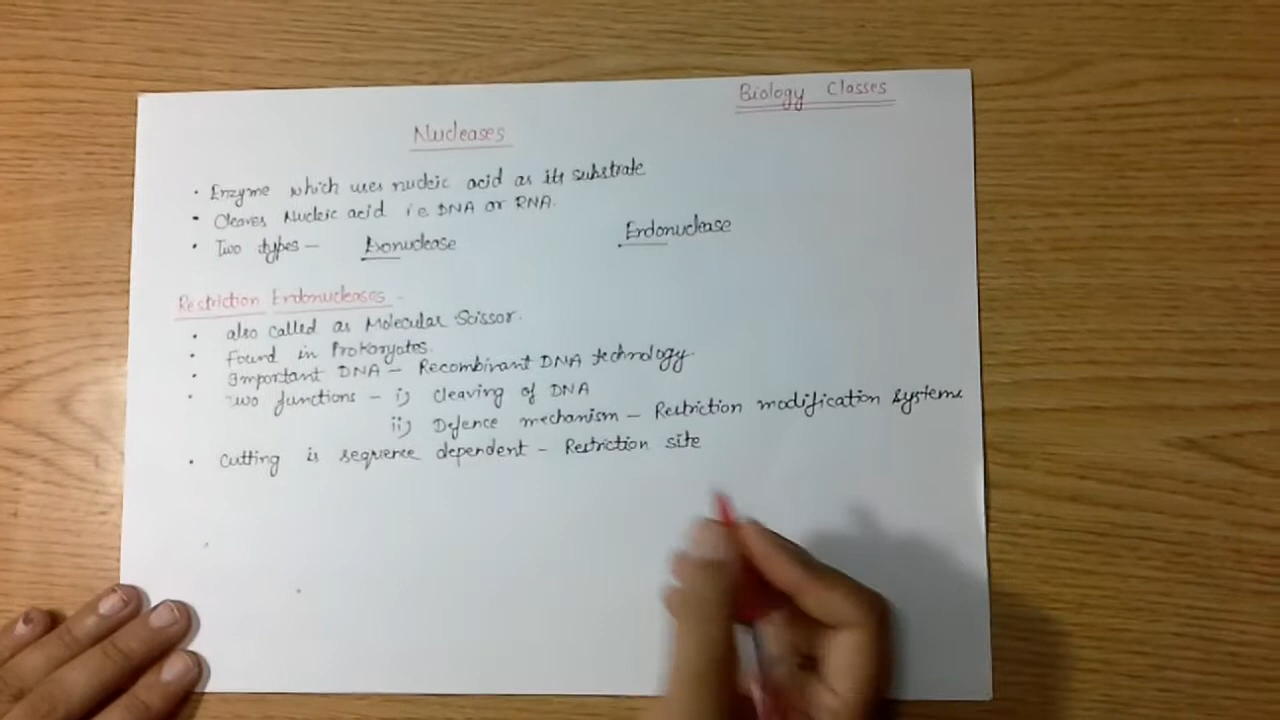 Biology Classes
Nucleases
• Enzyme which uses nucleic acid as its substrate
• Cleaves Nucleic acid i.e. DNA or RNA.
• Two types – Exonuclease Endonuclease
Restriction Endonucleases -
• also called as Molecular Scissor.
• Found in Prokaryotes.
• Important DNA – Recombinant DNA technology.
• Two functions – i) cleaving of DNA
ii) Defence mechanism – Restriction modification systems
• Cutting is sequence dependent – Restriction site